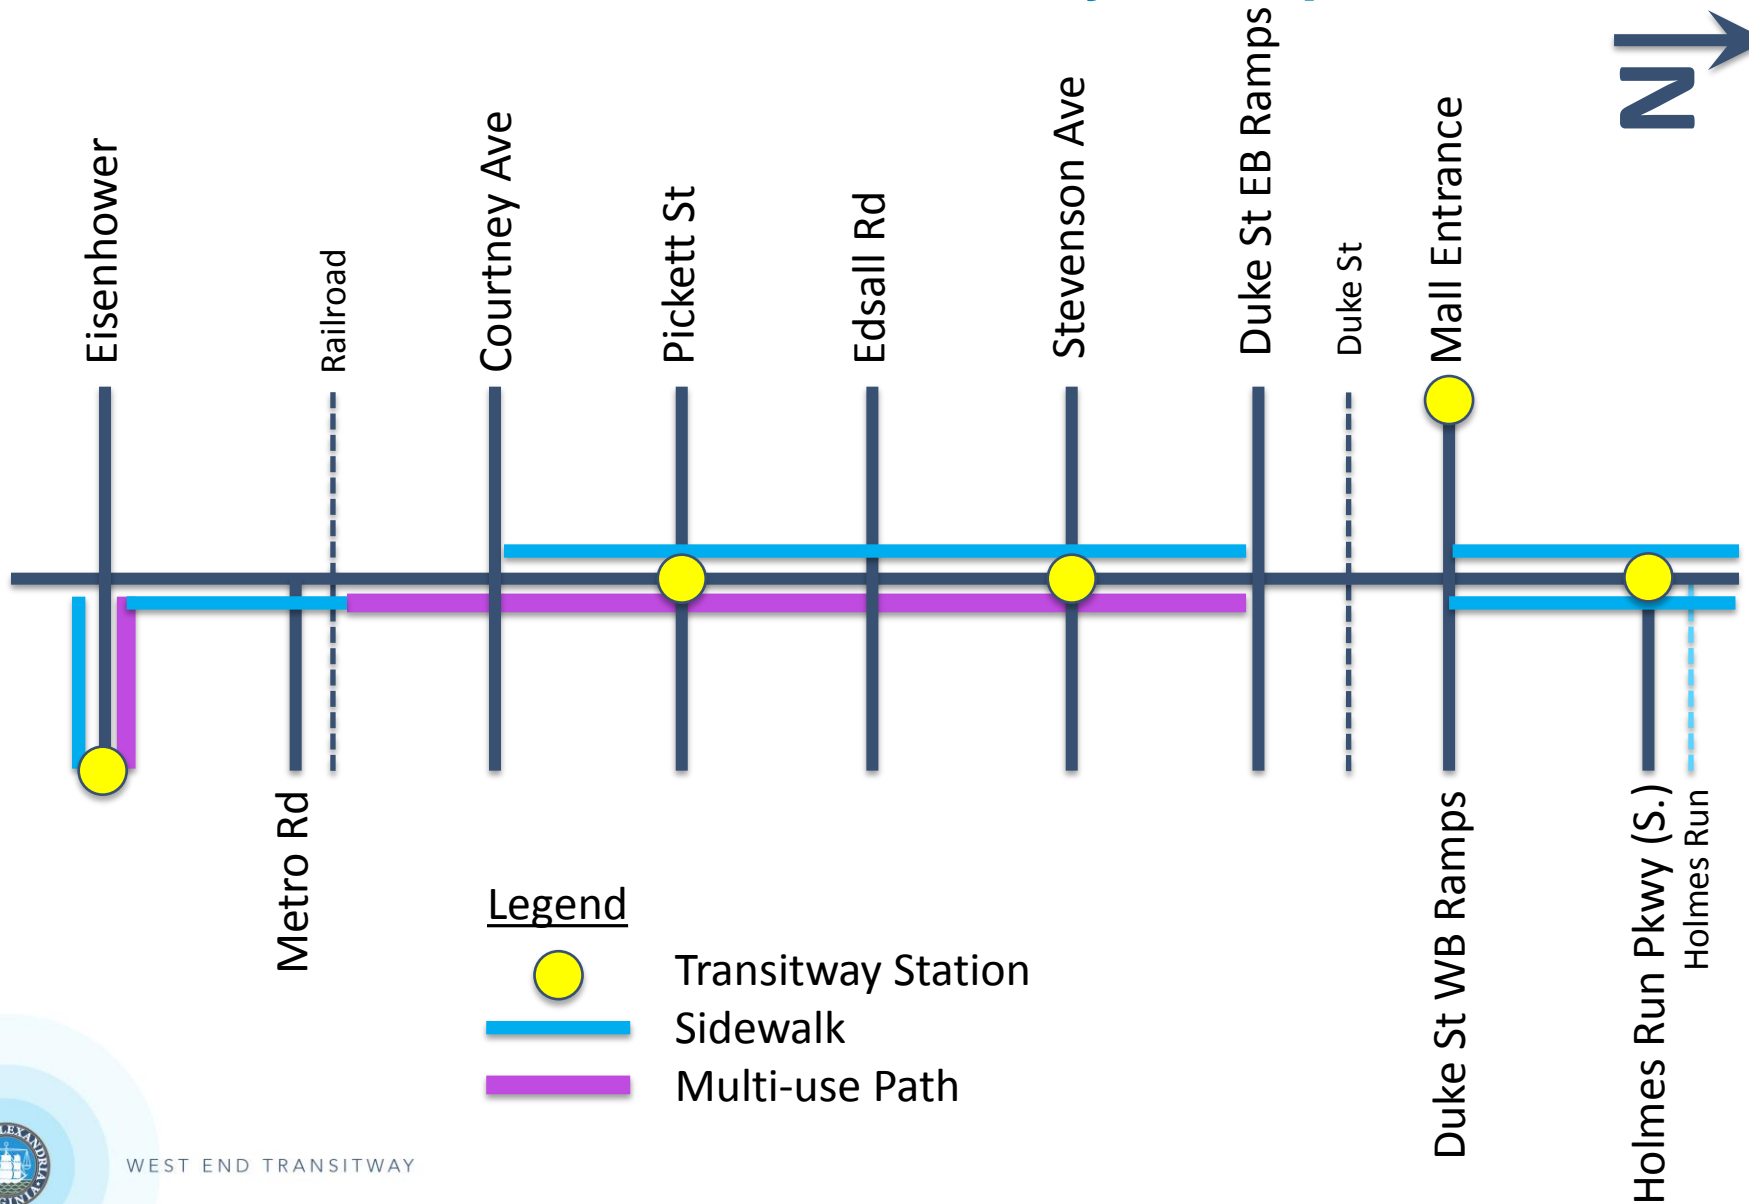 N
Eisenhower
Railroad
Courtney Ave
Pickett St
Edsall Rd
Stevenson Ave
Duke St EB Ramps
Duke St
Mall Entrance
Metro Rd
Duke St WB Ramps
Holmes Run Pkwy (S.)
Holmes Run
Legend
Transitway Station
Sidewalk
Multi-use Path
WEST END TRANSITWAY